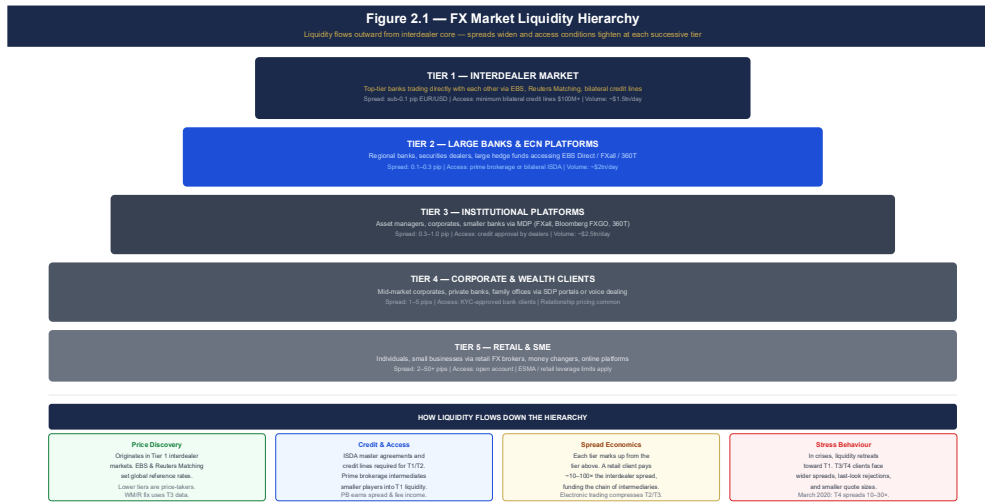 Figure 2.1 — FX Market Liquidity Hierarchy
Liquidity flows outward from interdealer core — spreads widen and access conditions tighten at each successive tier
TIER 1 — INTERDEALER MARKET
Top-tier banks trading directly with each other via EBS, Reuters Matching, bilateral credit lines
Spread: sub-0.1 pip EUR/USD | Access: minimum bilateral credit lines $100M+ | Volume: ~$1.5tn/day
TIER 2 — LARGE BANKS & ECN PLATFORMS
Regional banks, securities dealers, large hedge funds accessing EBS Direct / FXall / 360T
Spread: 0.1–0.3 pip | Access: prime brokerage or bilateral ISDA | Volume: ~$2tn/day
TIER 3 — INSTITUTIONAL PLATFORMS
Asset managers, corporates, smaller banks via MDP (FXall, Bloomberg FXGO, 360T)
Spread: 0.3–1.0 pip | Access: credit approval by dealers | Volume: ~$2.5tn/day
TIER 4 — CORPORATE & WEALTH CLIENTS
Mid-market corporates, private banks, family offices via SDP portals or voice dealing
Spread: 1–5 pips | Access: KYC-approved bank clients | Relationship pricing common
TIER 5 — RETAIL & SME
Individuals, small businesses via retail FX brokers, money changers, online platforms
Spread: 2–50+ pips | Access: open account | ESMA / retail leverage limits apply
HOW LIQUIDITY FLOWS DOWN THE HIERARCHY
Price Discovery
Originates in Tier 1 interdealer
markets. EBS & Reuters Matching
set global reference rates.
Lower tiers are price-takers.
WM/R fix uses T3 data.
Credit & Access
ISDA master agreements and
credit lines required for T1/T2.
Prime brokerage intermediates
smaller players into T1 liquidity.
PB earns spread & fee income.
Spread Economics
Each tier marks up from the
tier above. A retail client pays
~10–100× the interdealer spread,
funding the chain of intermediaries.
Electronic trading compresses T2/T3.
Stress Behaviour
In crises, liquidity retreats
toward T1. T3/T4 clients face
wider spreads, last-look rejections,
and smaller quote sizes.
March 2020: T4 spreads 10–30×.